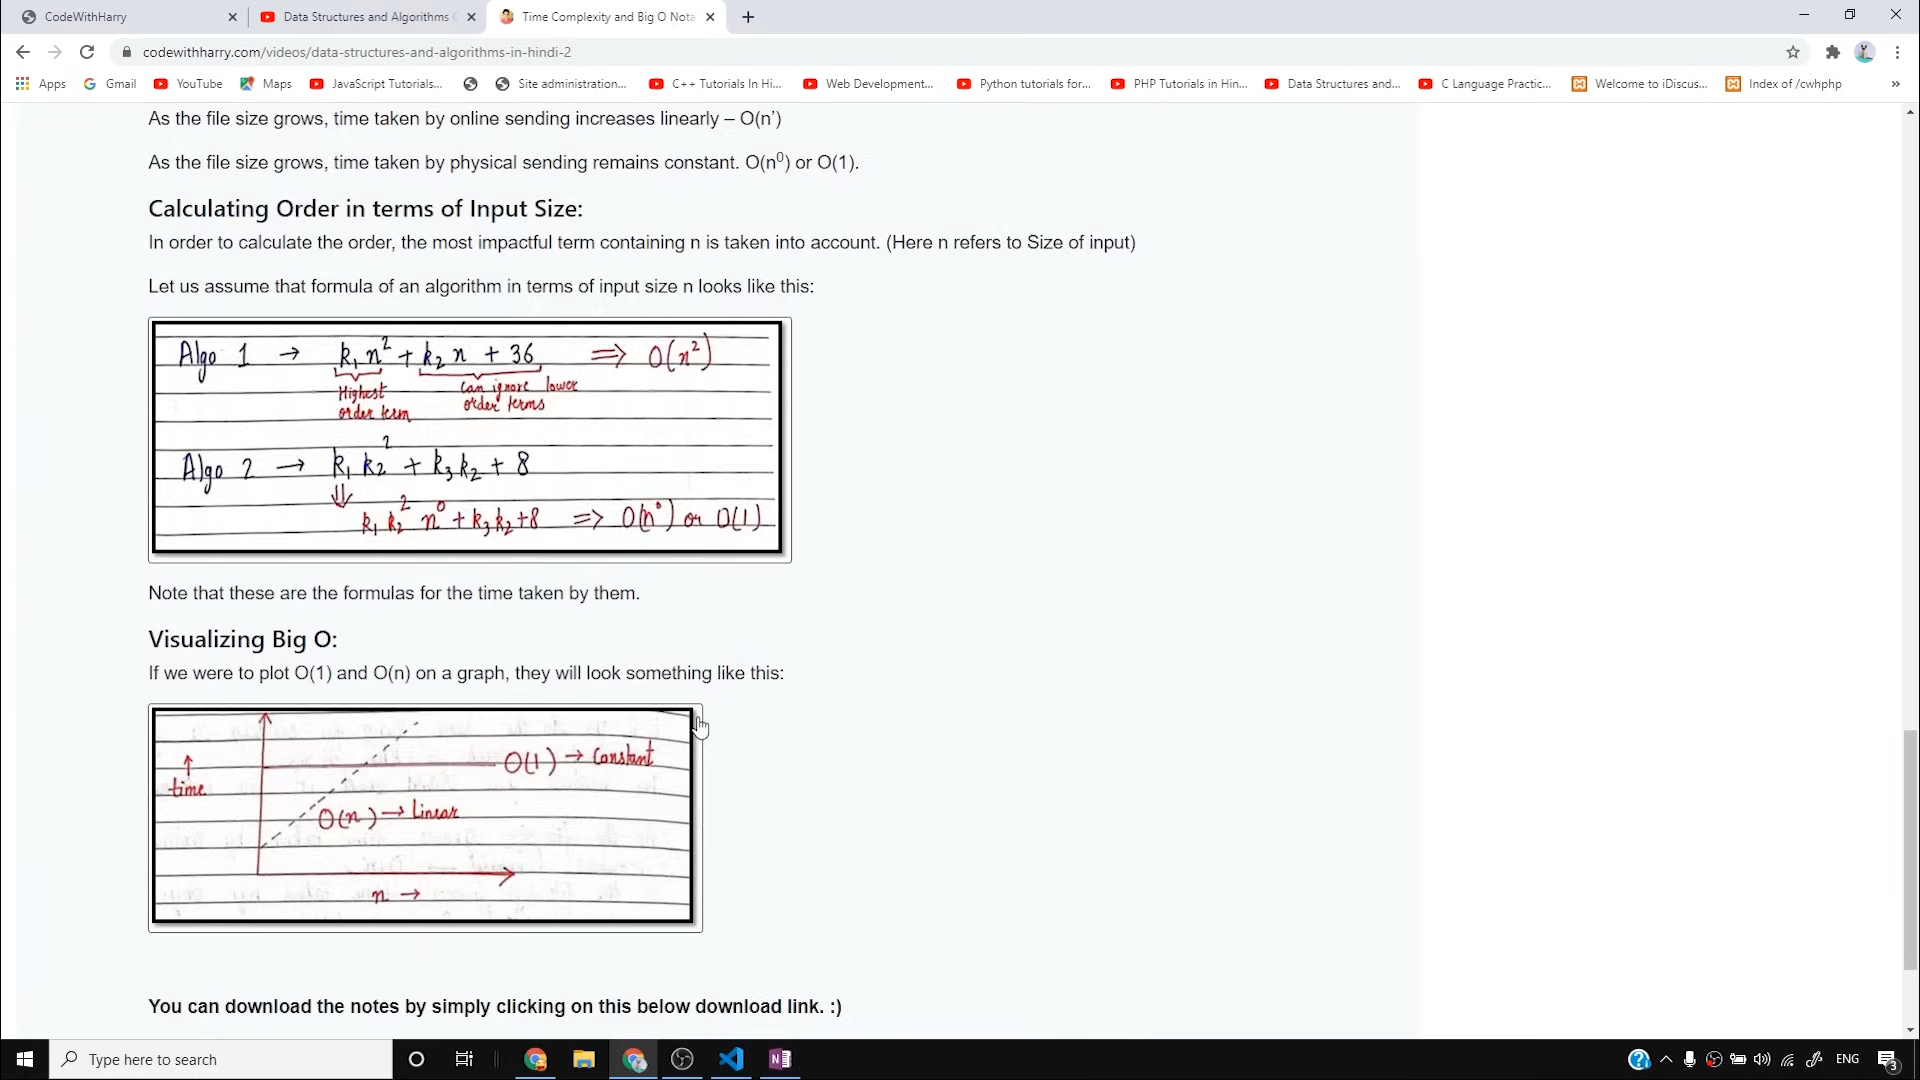 CodeWithHarry
Data Structures and Algorithms C
Time Complexity and Big O Nota
codewithharry.com/videos/data-structures-and-algorithms-in-hindi-2
Apps Gmail YouTube Maps JavaScript Tutorials... Site administration... C++ Tutorials In Hi... Web Development... Python tutorials for... PHP Tutorials in Hin... Data Structures and... C Language Practic... Welcome to iDiscus... Index of /cwhphp »
As the file size grows, time taken by online sending increases linearly – O(n’)
As the file size grows, time taken by physical sending remains constant. O(n⁰) or O(1).
Calculating Order in terms of Input Size:
In order to calculate the order, the most impactful term containing n is taken into account. (Here n refers to Size of input)
Let us assume that formula of an algorithm in terms of input size n looks like this:
Algo 1 → k₁n² + k₂n + 36 ⇒ O(n²)
Highest order term
Can ignore lower order terms
Algo 2 → k₁k₂² + k₃k₂ + 8
⇓
k₁k₂²n⁰ + k₃k₂+8 ⇒ O(n⁰) or O(1)
Note that these are the formulas for the time taken by them.
Visualizing Big O:
If we were to plot O(1) and O(n) on a graph, they will look something like this:
O(1) → Constant
↑
time
O(n) → Linear
n →
You can download the notes by simply clicking on this below download link. :)
Type here to search
ENG
3